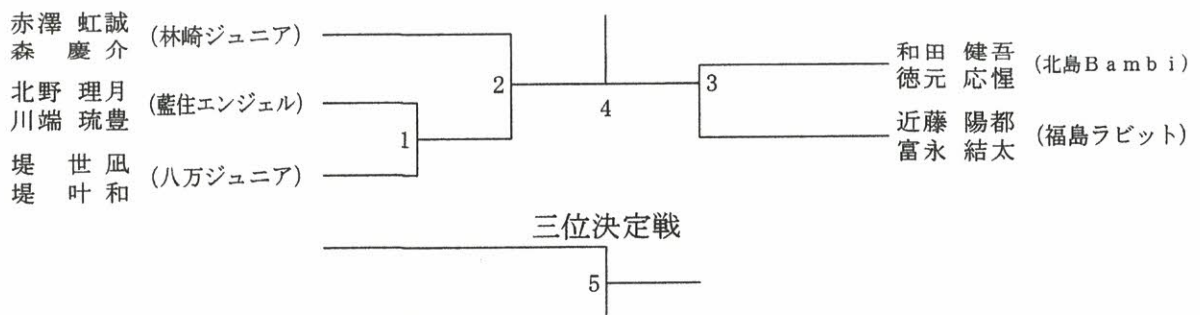 赤澤 虹誠
森 慶介 (林崎ジュニア)
北野 理月
川端 琉豊 (藍住エンジェル)
堤 世凪
堤 叶和 (八万ジュニア)
1
2
4
3
和田 健吾
徳元 応惺 (北島Bambi)
近藤 陽都
富永 結太 (福島ラビット)
三位決定戦
5